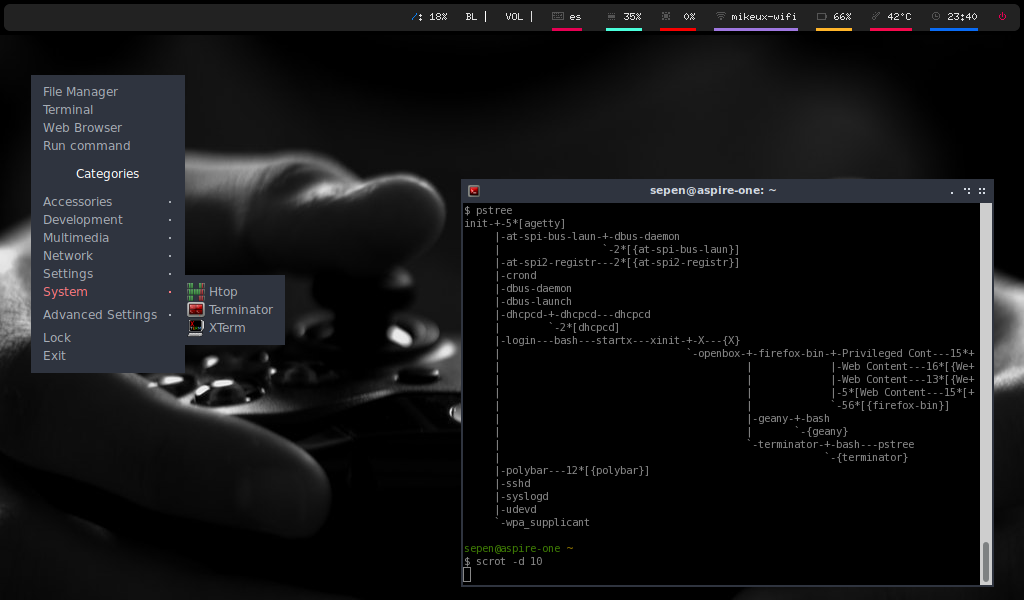 : 18% BL | VOL | es 35% 0% mikeux-wifi 66% 42°C 23:40
File Manager
Terminal
Web Browser
Run command
Categories
Accessories
Development
Multimedia
Network
Settings
System
Advanced Settings
Lock
Exit
Htop
Terminator
XTerm
sepen@aspire-one: ~
$ pstree
init-+-5*[agetty]
     |-at-spi-bus-laun-+-dbus-daemon
     |                 `-2*[{at-spi-bus-laun}]
     |-at-spi2-registr---2*[{at-spi2-registr}]
     |-crond
     |-dbus-daemon
     |-dbus-launch
     |-dhcpcd-+-dhcpcd---dhcpcd
     |        `-2*[dhcpcd]
     |-login---bash---startx---xinit-+-X---{X}
     |                               `-openbox-+-firefox-bin-+-Privileged Cont---15*+
     |                                         |             |-Web Content---16*[{We+
     |                                         |             |-Web Content---13*[{We+
     |                                         |             |-5*[Web Content---15*[+
     |                                         |             `-56*[{firefox-bin}]
     |                                         |-geany-+-bash
     |                                         |       `-{geany}
     |                                         `-terminator-+-bash---pstree
     |                                                      `-{terminator}
     |-polybar---12*[{polybar}]
     |-sshd
     |-syslogd
     |-udevd
     `-wpa_supplicant
sepen@aspire-one ~
$ scrot -d 10